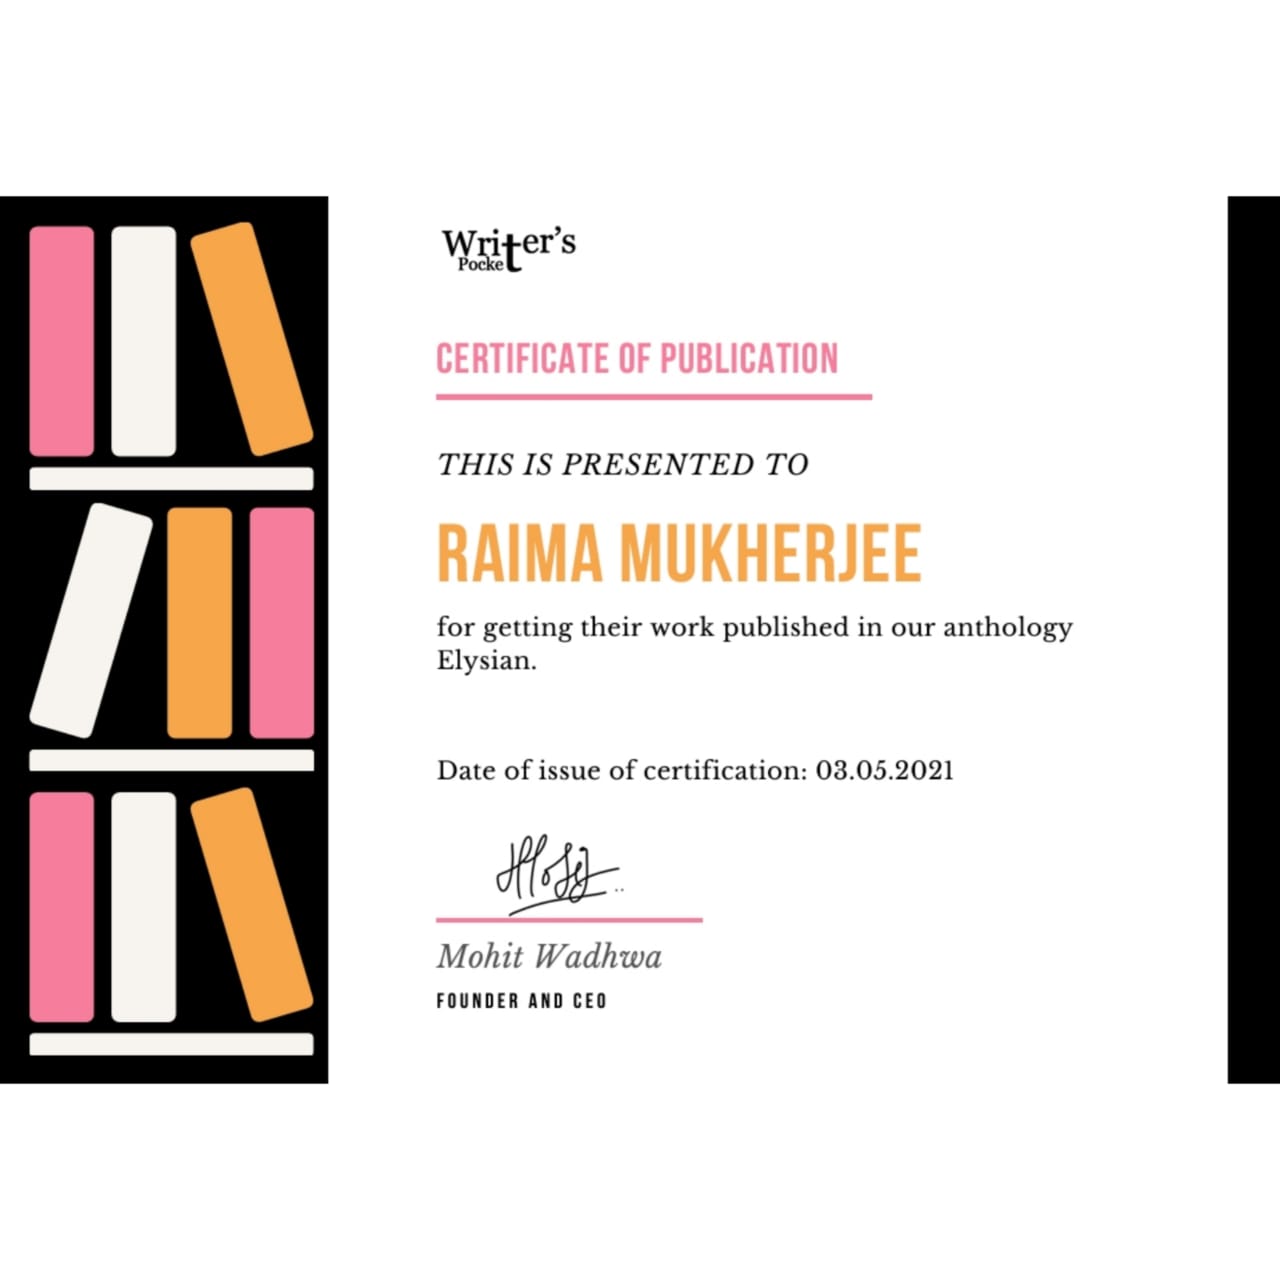 Writer's
Pocket
CERTIFICATE OF PUBLICATION
THIS IS PRESENTED TO
RAIMA MUKHERJEE
for getting their work published in our anthology
Elysian.
Date of issue of certification: 03.05.2021
Mohit Wadhwa
FOUNDER AND CEO